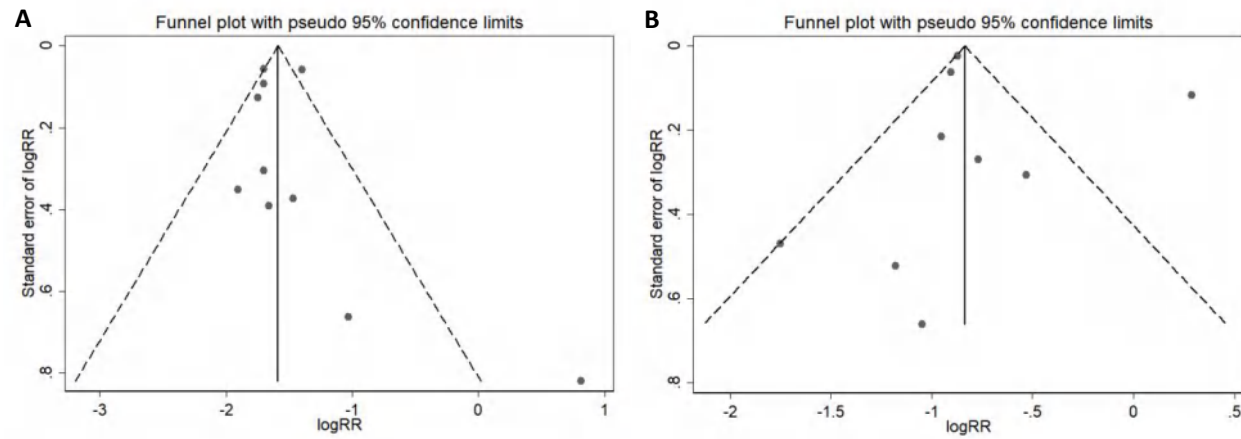 A
Funnel plot with pseudo 95% confidence limits
Standard error of logRR
0
.2
.4
.6
.8
-3
-2
-1
0
1
logRR
B
Funnel plot with pseudo 95% confidence limits
Standard error of logRR
0
.2
.4
.6
.8
-2
-1.5
-1
-.5
0
.5
logRR